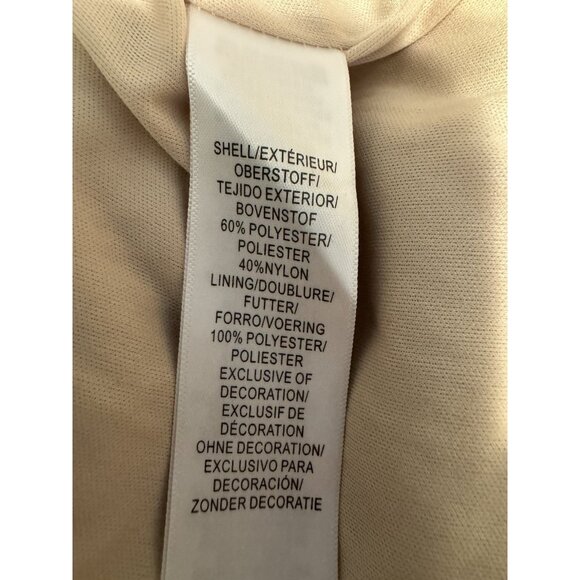 SHELL/EXTÉRIEUR/
OBERSTOFF/
TEJIDO EXTERIOR/
BOVENSTOF
60% POLYESTER/
POLIESTER
40%NYLON
LINING/DOUBLURE/
FUTTER/
FORRO/VOERING
100% POLYESTER/
POLIESTER
EXCLUSIVE OF
DECORATION/
EXCLUSIF DE
DÉCORATION
OHNE DECORATION/
EXCLUSIVO PARA
DECORACIÓN/
ZONDER DECORATIE